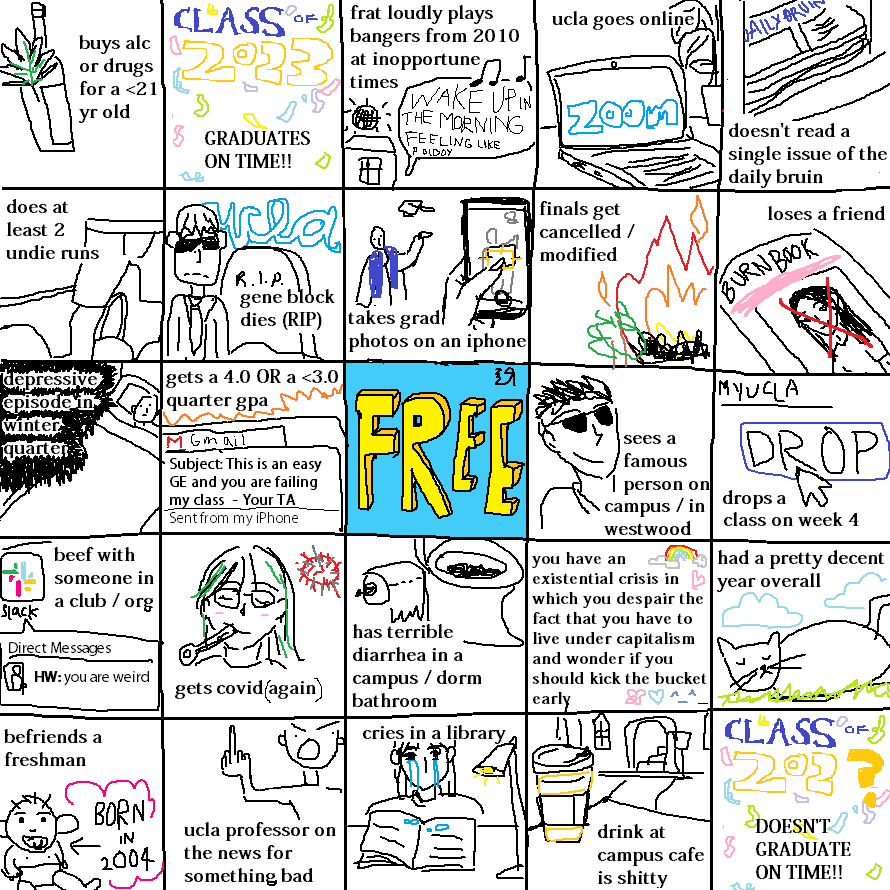 buys alc
or drugs
for a <21
yr old
CLASS OF
2023
GRADUATES
ON TIME!!
frat loudly plays
bangers from 2010
at inopportune
times
WAKE UP IN
THE MORNING
FEELING LIKE
P DIDDY
ucla goes online
ZOOM
DAILY BRUIN
doesn't read a
single issue of the
daily bruin
does at
least 2
undie runs
ucla
R.I.P.
gene block
dies (RIP)
takes grad
photos on an iphone
finals get
cancelled /
modified
loses a friend
BURN BOOK
depressive
episode in
winter
quarter
gets a 4.0 OR a <3.0
quarter gpa
M Gmail
Subject: This is an easy
GE and you are failing
my class - Your TA
Sent from my iPhone
FREE
sees a
famous
person on
campus / in
westwood
MYUCLA
DROP
drops a
class on week 4
beef with
someone in
a club / org
slack
Direct Messages
HW: you are weird
gets covid(again)
has terrible
diarrhea in a
campus / dorm
bathroom
you have an
existential crisis in
which you despair the
fact that you have to
live under capitalism
and wonder if you
should kick the bucket
early
^_^
had a pretty decent
year overall
befriends a
freshman
BORN
IN
2004
ucla professor on
the news for
something bad
cries in a library
drink at
campus cafe
is shitty
CLASS OF
202?
DOESN'T
GRADUATE
ON TIME!!